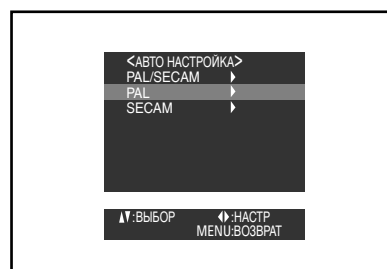 <АВТО НАСТРОЙКА>
PAL/SECAM
PAL
SECAM
:ВЫБОР :НАСТР
MENU:ВОЗВРАТ